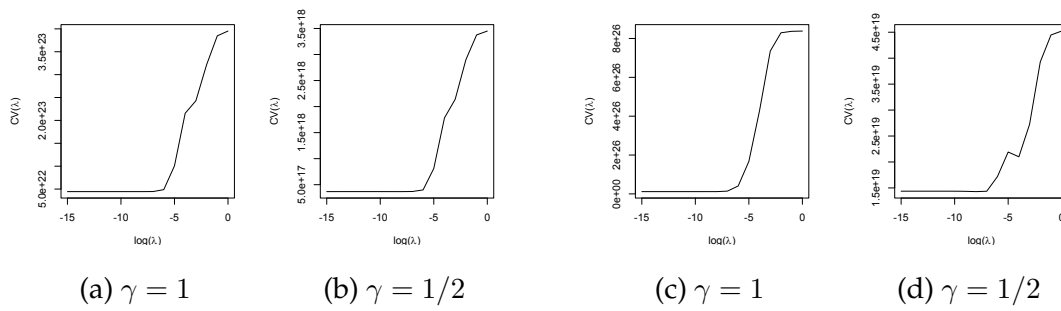 CV(λ)
5.0e+22
2.0e+23
3.5e+23
-15 -10 -5 0
log(λ)
(a) γ = 1
CV(λ)
5.0e+17
1.5e+18
2.5e+18
3.5e+18
-15 -10 -5 0
log(λ)
(b) γ = 1/2
CV(λ)
0e+00
2e+26
4e+26
6e+26
8e+26
-15 -10 -5 0
log(λ)
(c) γ = 1
CV(λ)
1.5e+19
2.5e+19
3.5e+19
4.5e+19
-15 -10 -5 0
log(λ)
(d) γ = 1/2